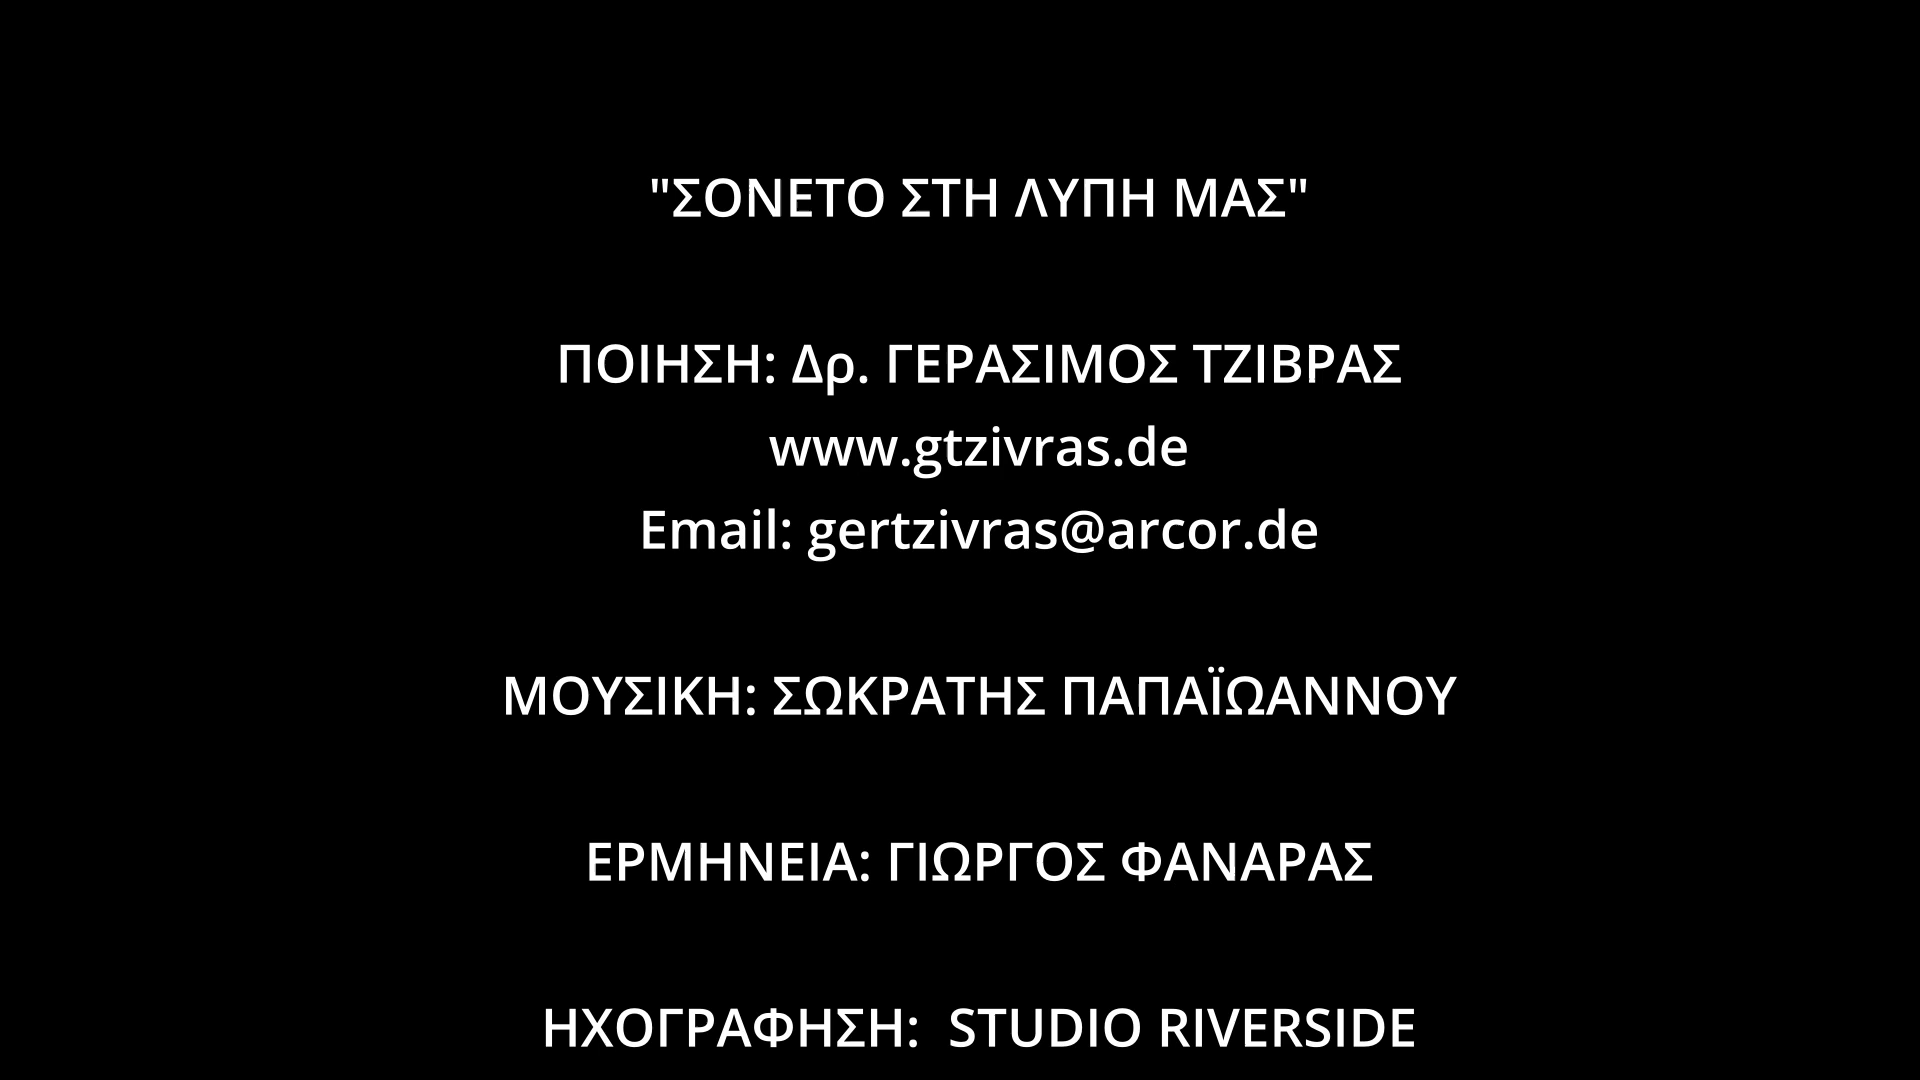 "ΣΟΝΕΤΟ ΣΤΗ ΛΥΠΗ ΜΑΣ"
ΠΟΙΗΣΗ: Δρ. ΓΕΡΑΣΙΜΟΣ ΤΖΙΒΡΑΣ
www.gtzivras.de
Email: gertzivras@arcor.de
ΜΟΥΣΙΚΗ: ΣΩΚΡΑΤΗΣ ΠΑΠΑΪΩΑΝΝΟΥ
ΕΡΜΗΝΕΙΑ: ΓΙΩΡΓΟΣ ΦΑΝΑΡΑΣ
ΗΧΟΓΡΑΦΗΣΗ:  STUDIO RIVERSIDE